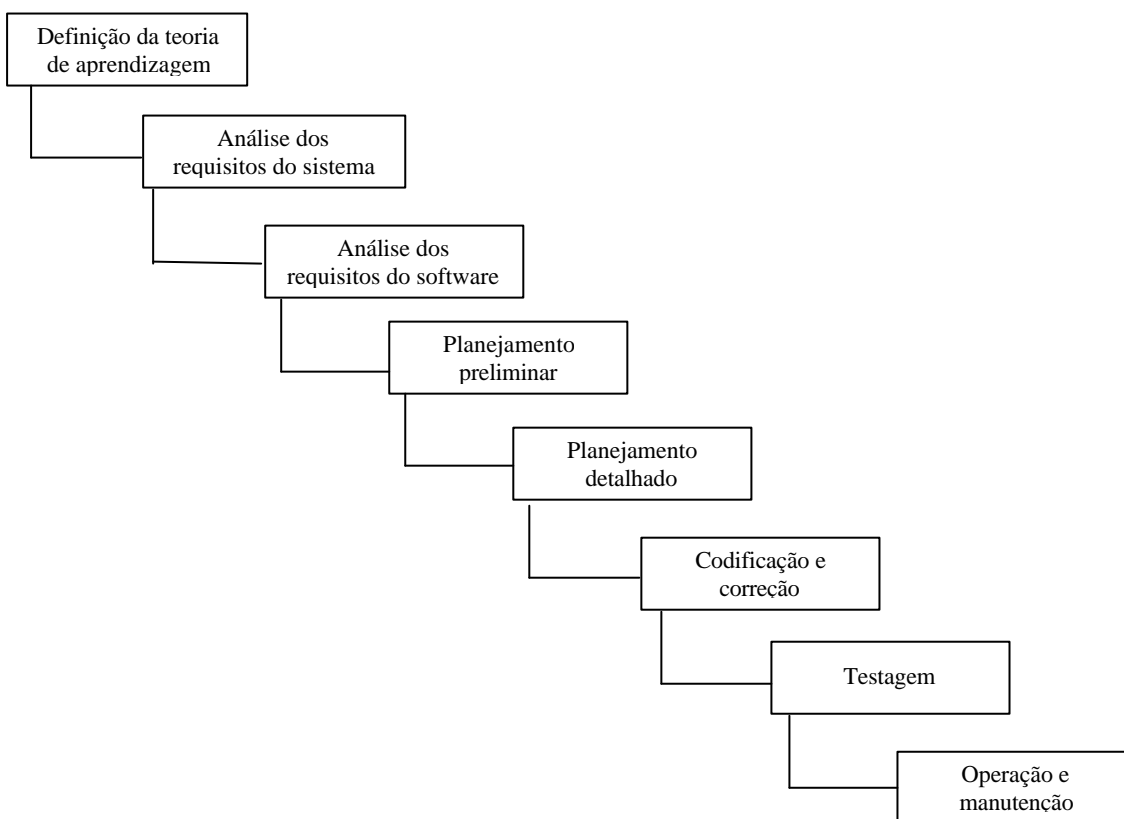 Definição da teoria
de aprendizagem
Análise dos
requisitos do sistema
Análise dos
requisitos do software
Planejamento
preliminar
Planejamento
detalhado
Codificação e
correção
Testagem
Operação e
manutenção